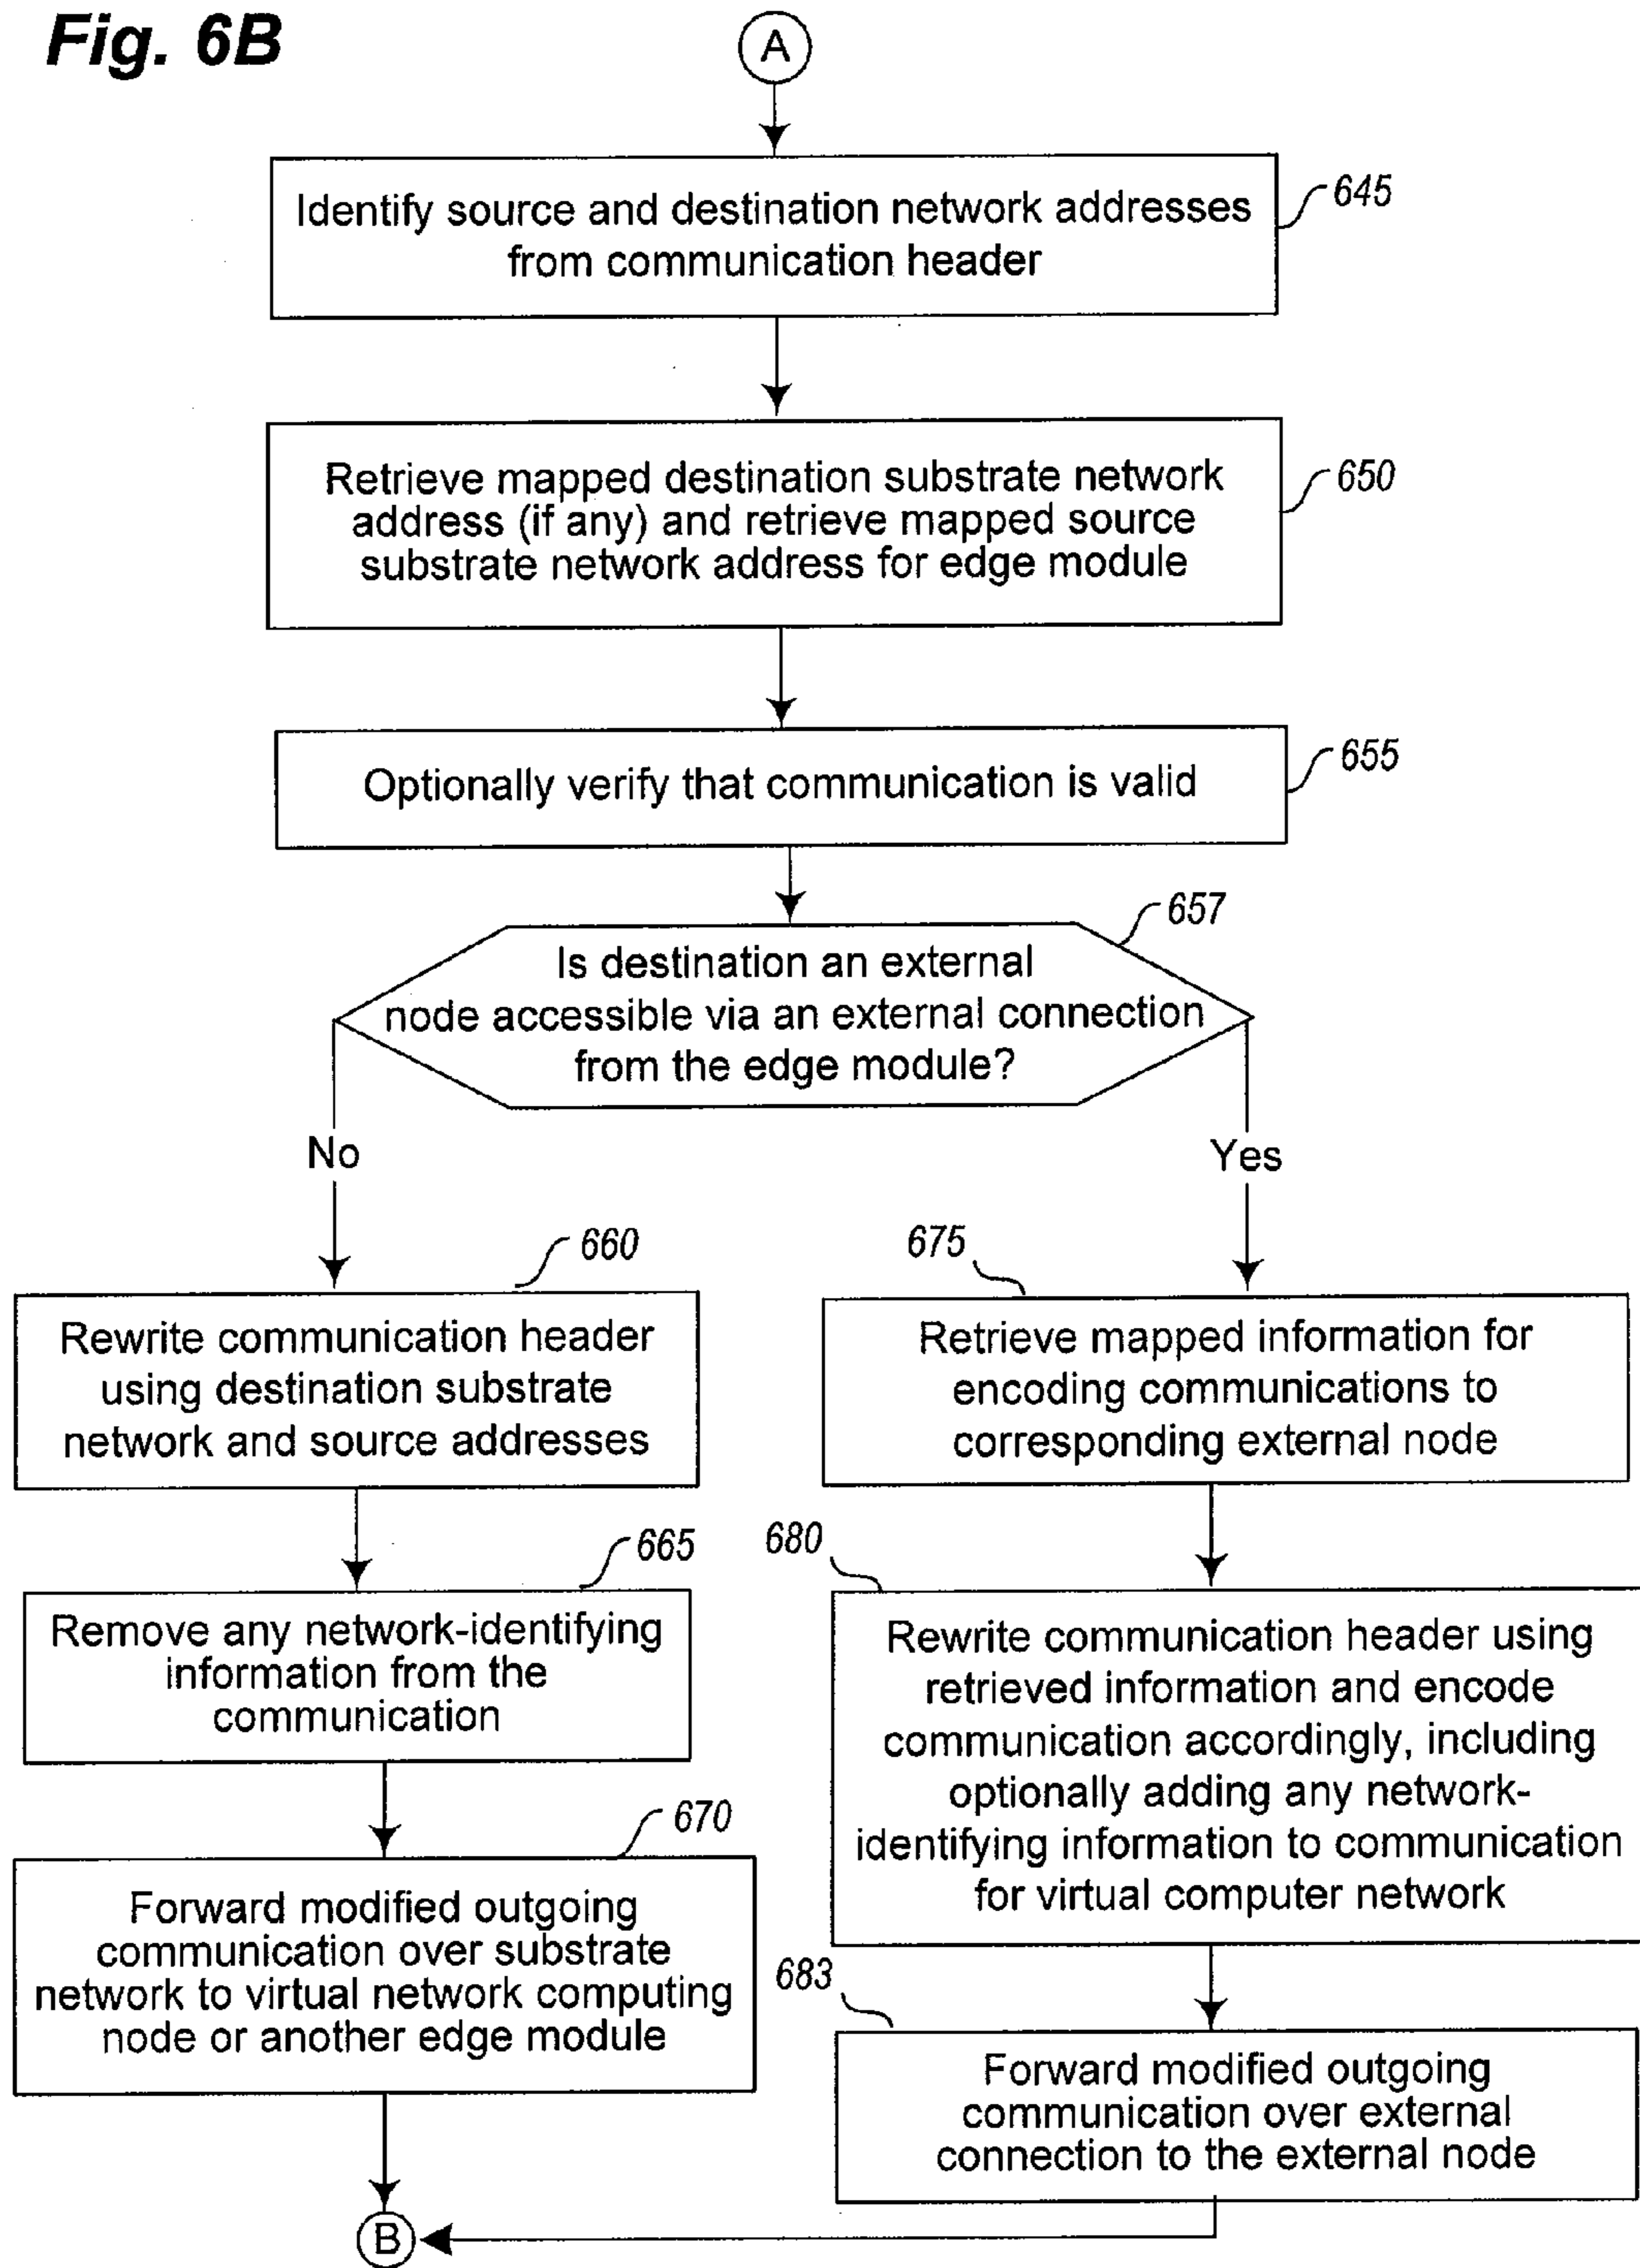 Fig. 6B
A
Identify source and destination network addresses
from communication header
645
Retrieve mapped destination substrate network
address (if any) and retrieve mapped source
substrate network address for edge module
650
Optionally verify that communication is valid
655
657
Is destination an external
node accessible via an external connection
from the edge module?
No
Yes
660
Rewrite communication header
using destination substrate
network and source addresses
665
Remove any network-identifying
information from the
communication
670
Forward modified outgoing
communication over substrate
network to virtual network computing
node or another edge module
675
Retrieve mapped information for
encoding communications to
corresponding external node
680
Rewrite communication header using
retrieved information and encode
communication accordingly, including
optionally adding any network-
identifying information to communication
for virtual computer network
683
Forward modified outgoing
communication over external
connection to the external node
B